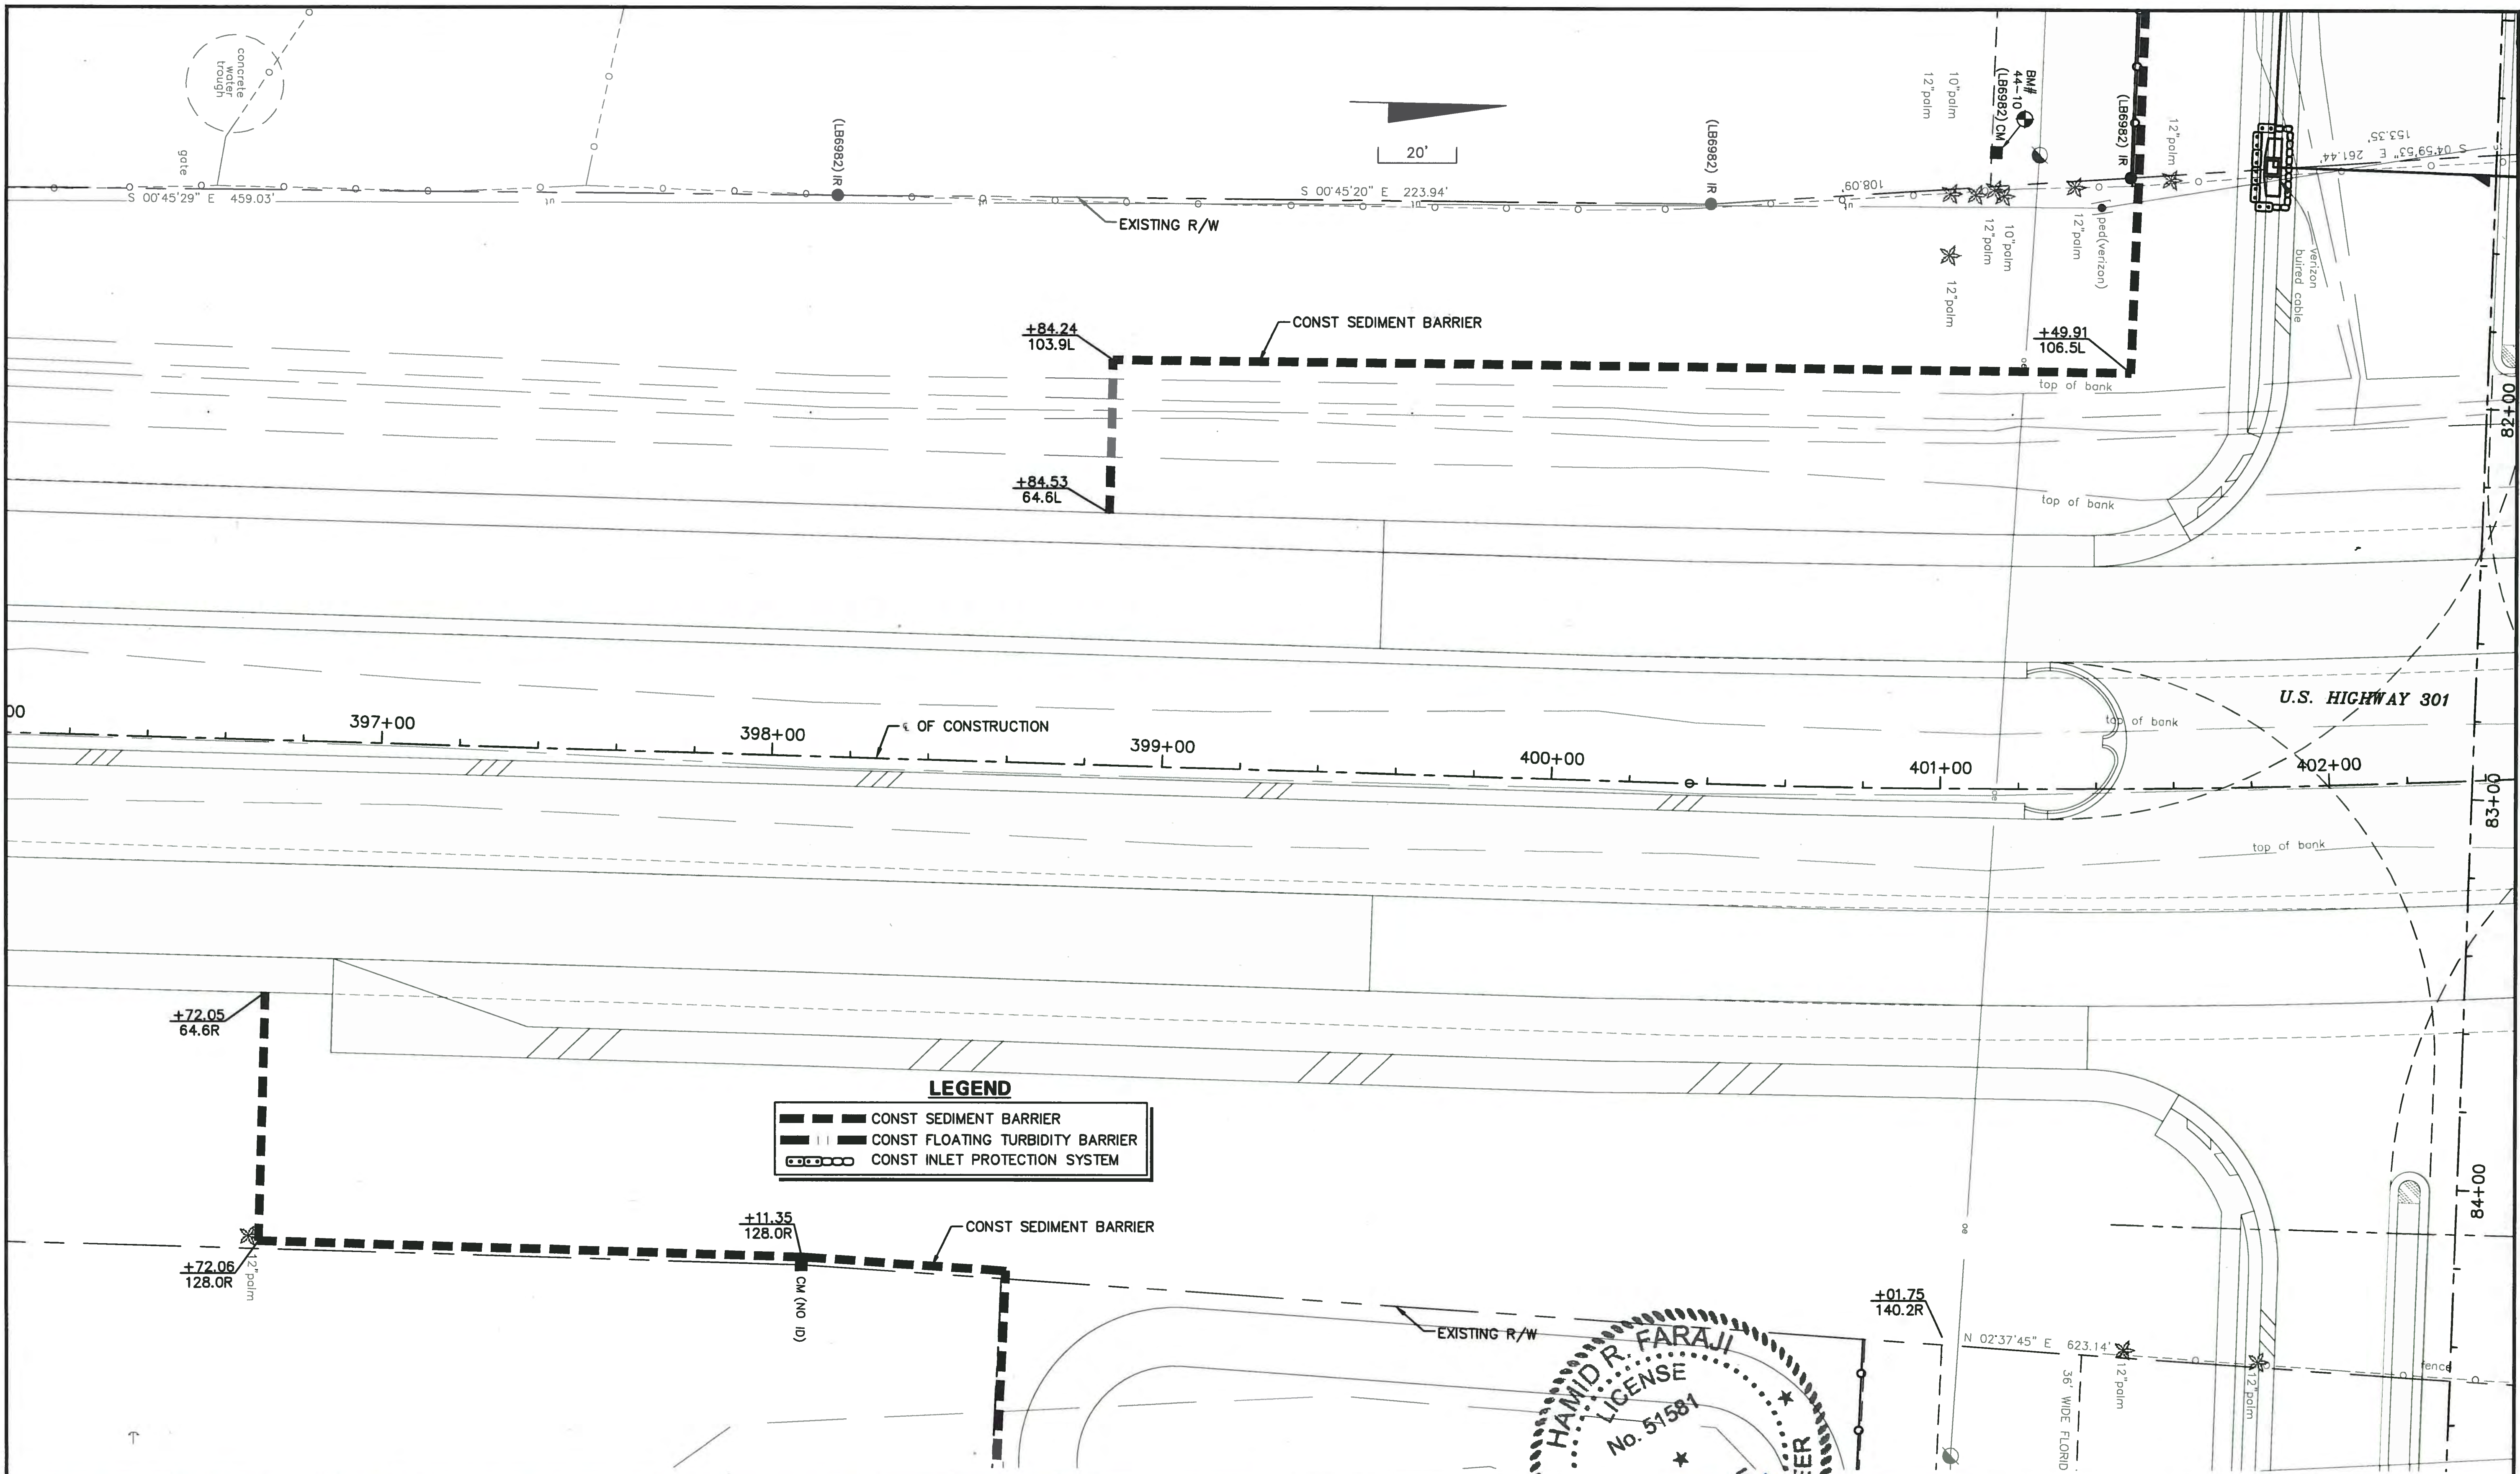 concrete
water
trough
gate
S 00°45'29" E 459.03'
(LB6982) IR
EXISTING R/W
20'
S 00°45'20" E 223.94'
(LB6982) IR
108.09'
10"palm
12"palm
BM#
44-10
(LB6982) CM
(LB6982) IR
12"palm
S 04°59'53" E 261.44'
153.35'
10"palm
12"palm
12"palm
12"palm
ped(verizon)
verizon
buired cable
+84.24
103.9L
CONST SEDIMENT BARRIER
+49.91
106.5L
oe
top of bank
82+00
+84.53
64.6L
top of bank
U.S. HIGHWAY 301
top of bank
00
397+00
398+00
℄ OF CONSTRUCTION
399+00
400+00
401+00
402+00
oe
83+00
top of bank
+72.05
64.6R
LEGEND
CONST SEDIMENT BARRIER
CONST FLOATING TURBIDITY BARRIER
CONST INLET PROTECTION SYSTEM
84+00
+11.35
128.0R
CONST SEDIMENT BARRIER
oe
+72.06
128.0R
12"palm
CM (NO ID)
+01.75
140.2R
EXISTING R/W
N 02°37'45" E 623.14'
12"palm
12"palm
fence
36' WIDE FLORID
HAMID R. FARAJI
LICENSE
No. 51581
EER